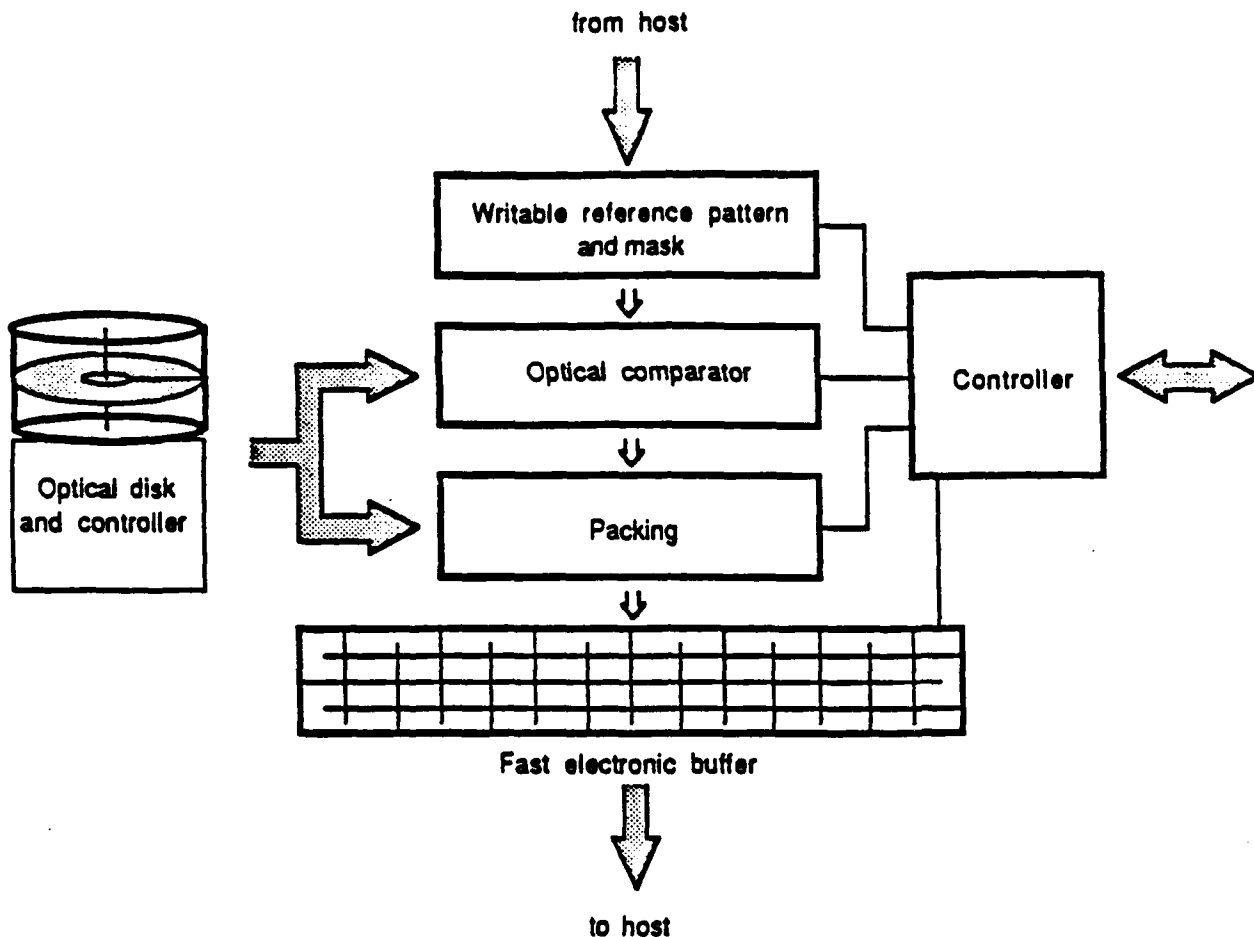 from host
Writable reference pattern
and mask
Optical comparator
Controller
Optical disk
and controller
Packing
Fast electronic buffer
to host